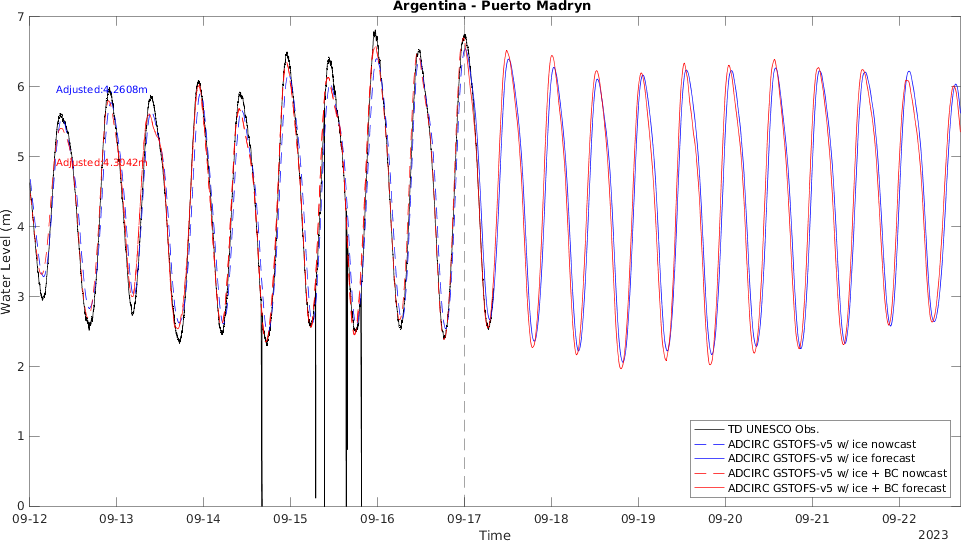 Argentina - Puerto Madryn
7
6
5
4
3
2
1
0
Water Level (m)
Adjusted:4.2608m
Adjusted:4.3042m
TD UNESCO Obs.
ADCIRC GSTOFS-v5 w/ ice nowcast
ADCIRC GSTOFS-v5 w/ ice forecast
ADCIRC GSTOFS-v5 w/ ice + BC nowcast
ADCIRC GSTOFS-v5 w/ ice + BC forecast
09-12 09-13 09-14 09-15 09-16 09-17 09-18 09-19 09-20 09-21 09-22
Time
2023